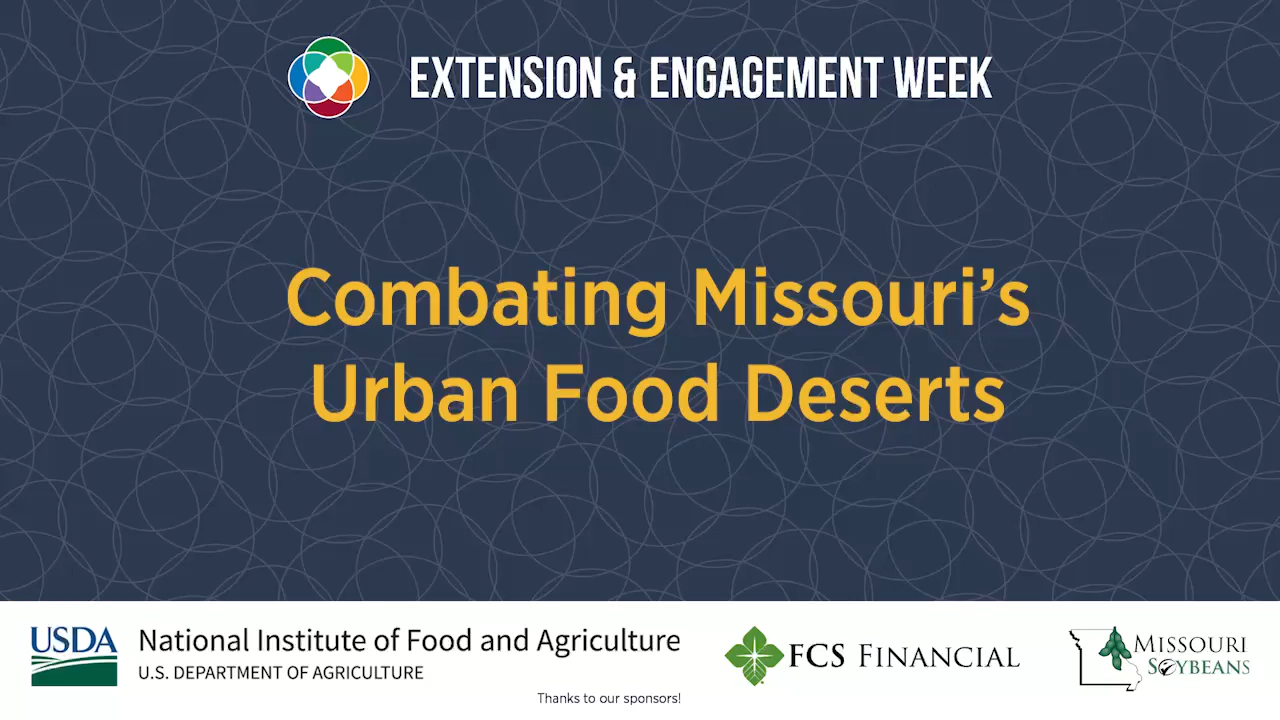 EXTENSION & ENGAGEMENT WEEK
Combating Missouri’s
Urban Food Deserts
USDA
National Institute of Food and Agriculture
U.S. DEPARTMENT OF AGRICULTURE
FCS FINANCIAL
MISSOURI
SOYBEANS
Thanks to our sponsors!